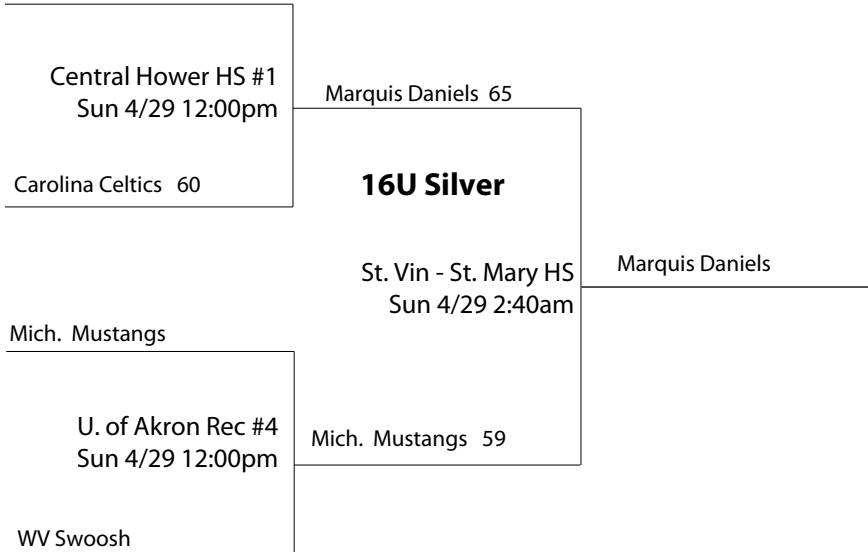 Central Hower HS #1
Sun 4/29 12:00pm
Marquis Daniels 65
Carolina Celtics 60
16U Silver
St. Vin - St. Mary HS
Sun 4/29 2:40am
Marquis Daniels
Mich. Mustangs
U. of Akron Rec #4
Sun 4/29 12:00pm
Mich. Mustangs 59
WV Swoosh